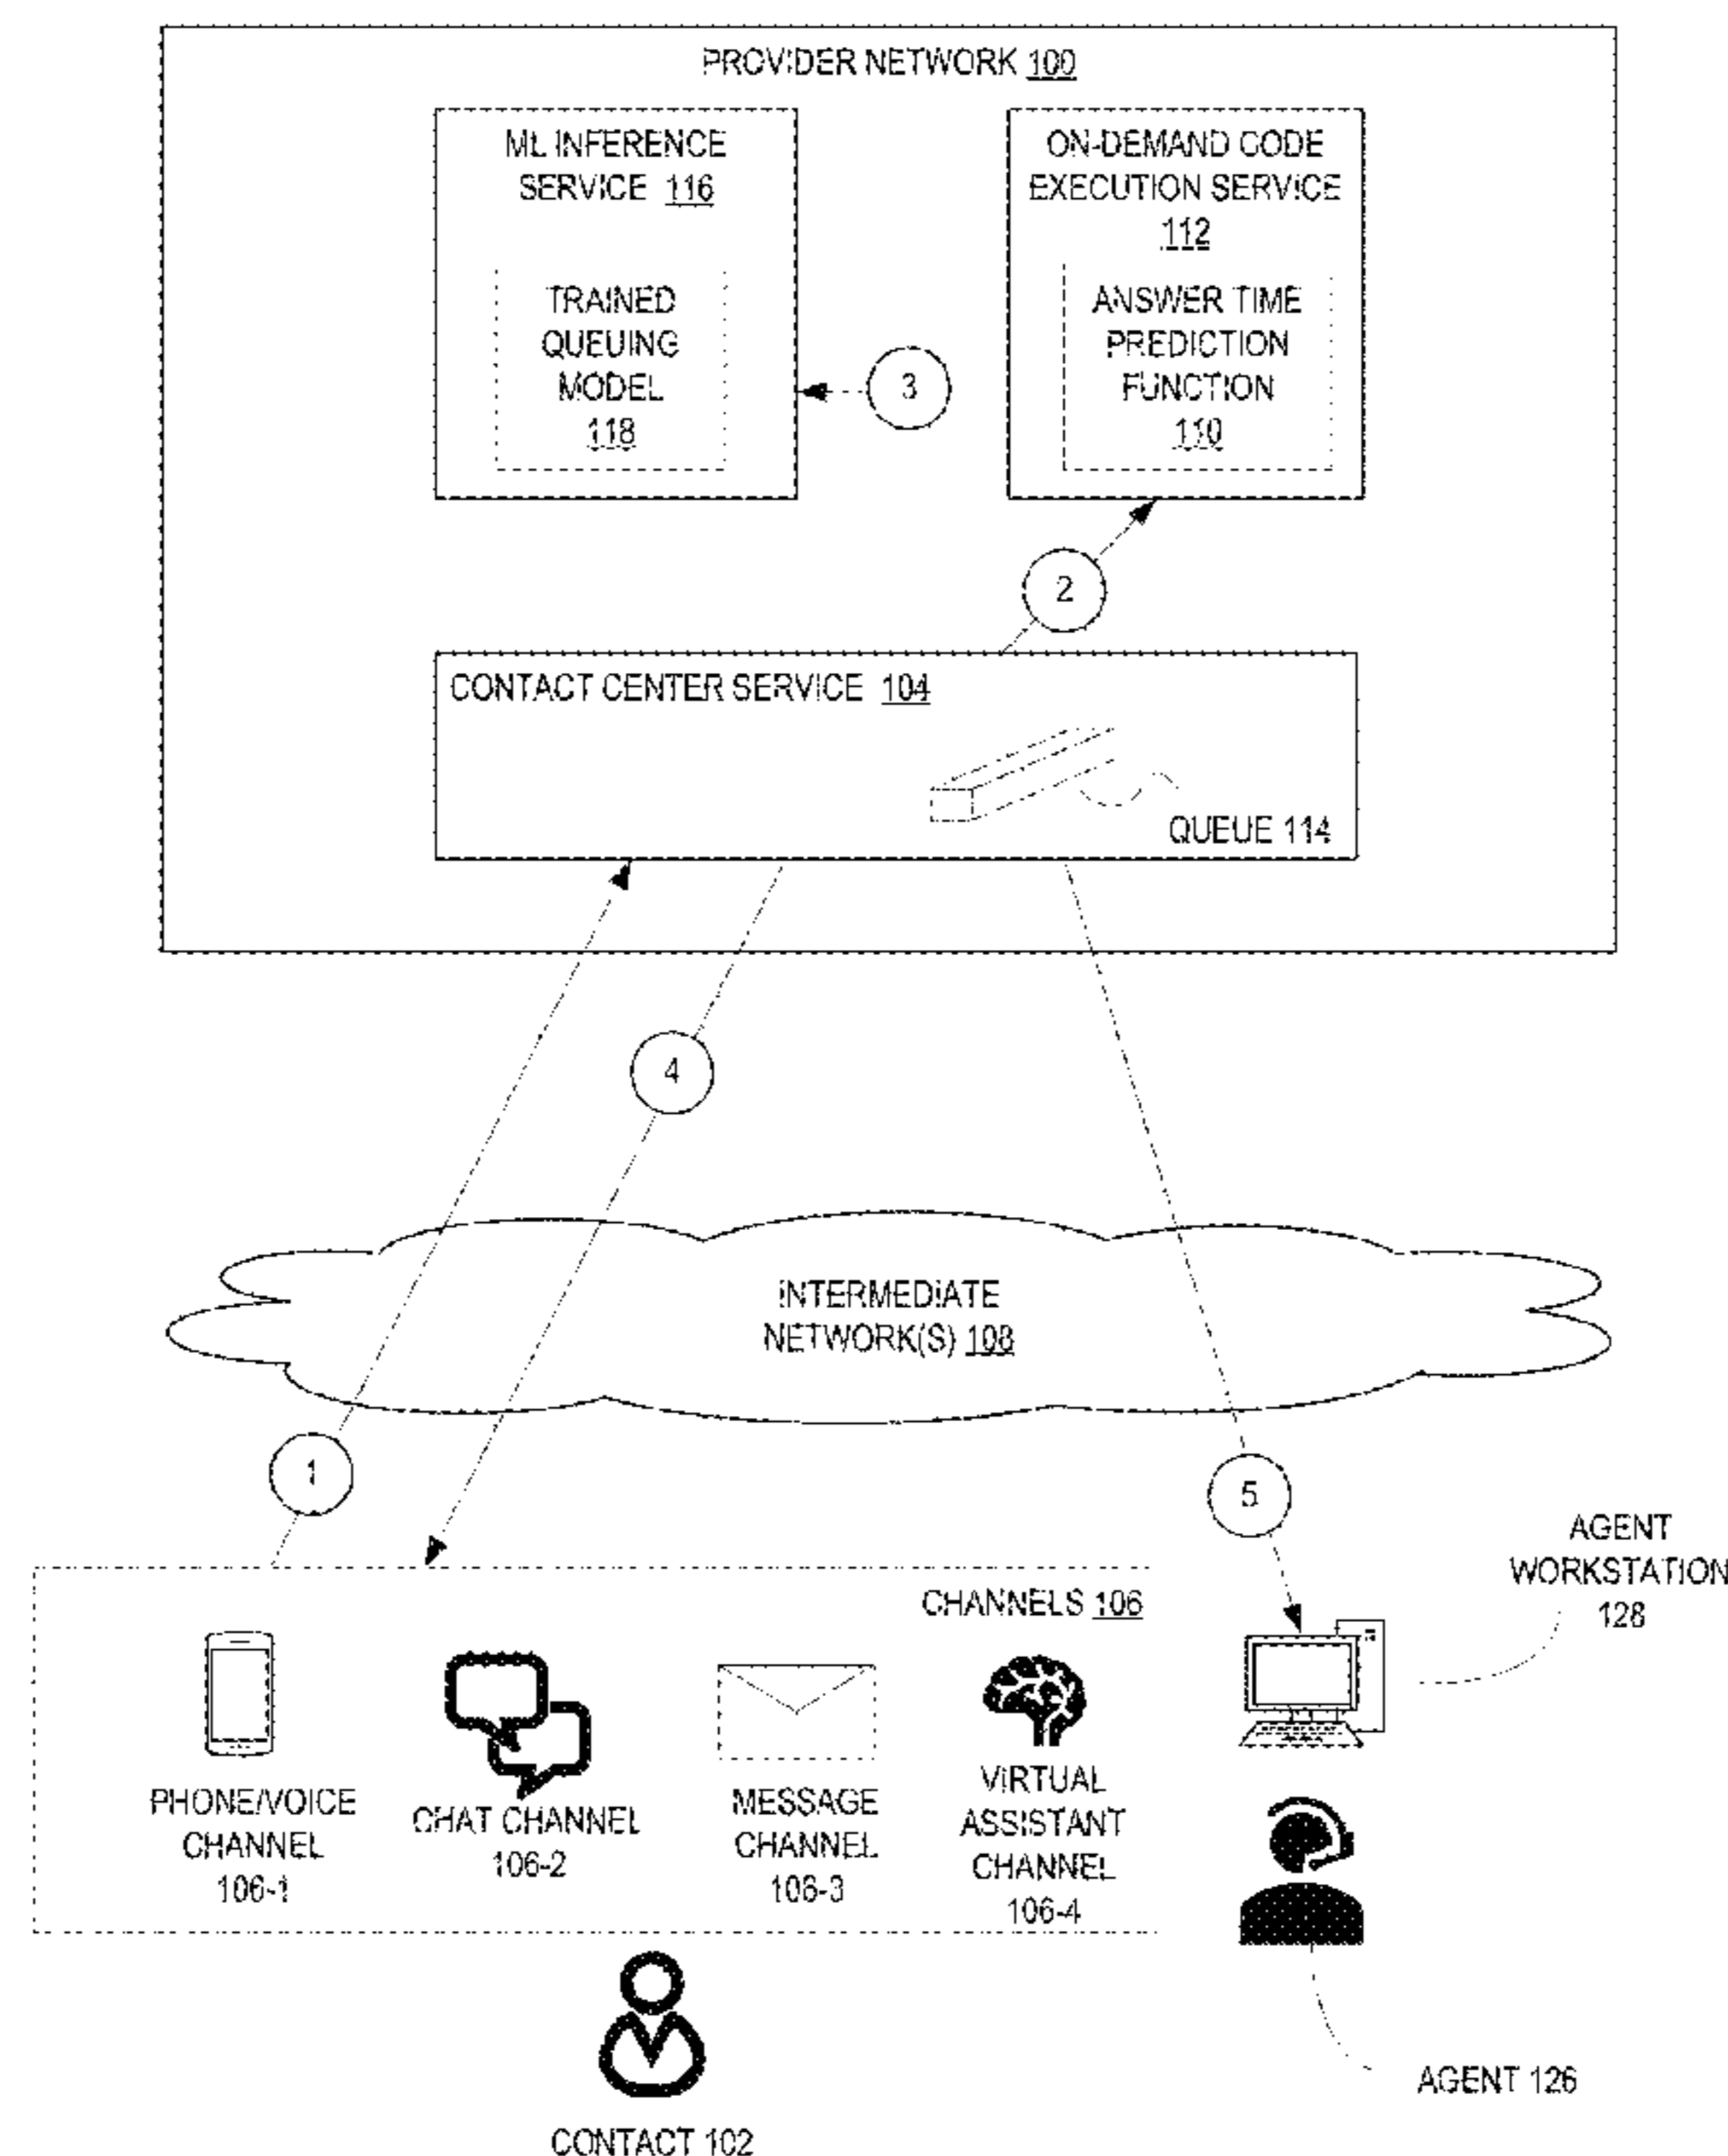 PROVIDER NETWORK 100
ML INFERENCE
SERVICE 116
TRAINED
QUEUING
MODEL
118
3
ON-DEMAND CODE
EXECUTION SERVICE
112
ANSWER TIME
PREDICTION
FUNCTION
110
2
CONTACT CENTER SERVICE 104
QUEUE 114
4
INTERMEDIATE
NETWORK(S) 108
1
5
AGENT
WORKSTATION
128
CHANNELS 106
PHONE/VOICE
CHANNEL
106-1
CHAT CHANNEL
106-2
MESSAGE
CHANNEL
106-3
VIRTUAL
ASSISTANT
CHANNEL
106-4
AGENT 126
CONTACT 102